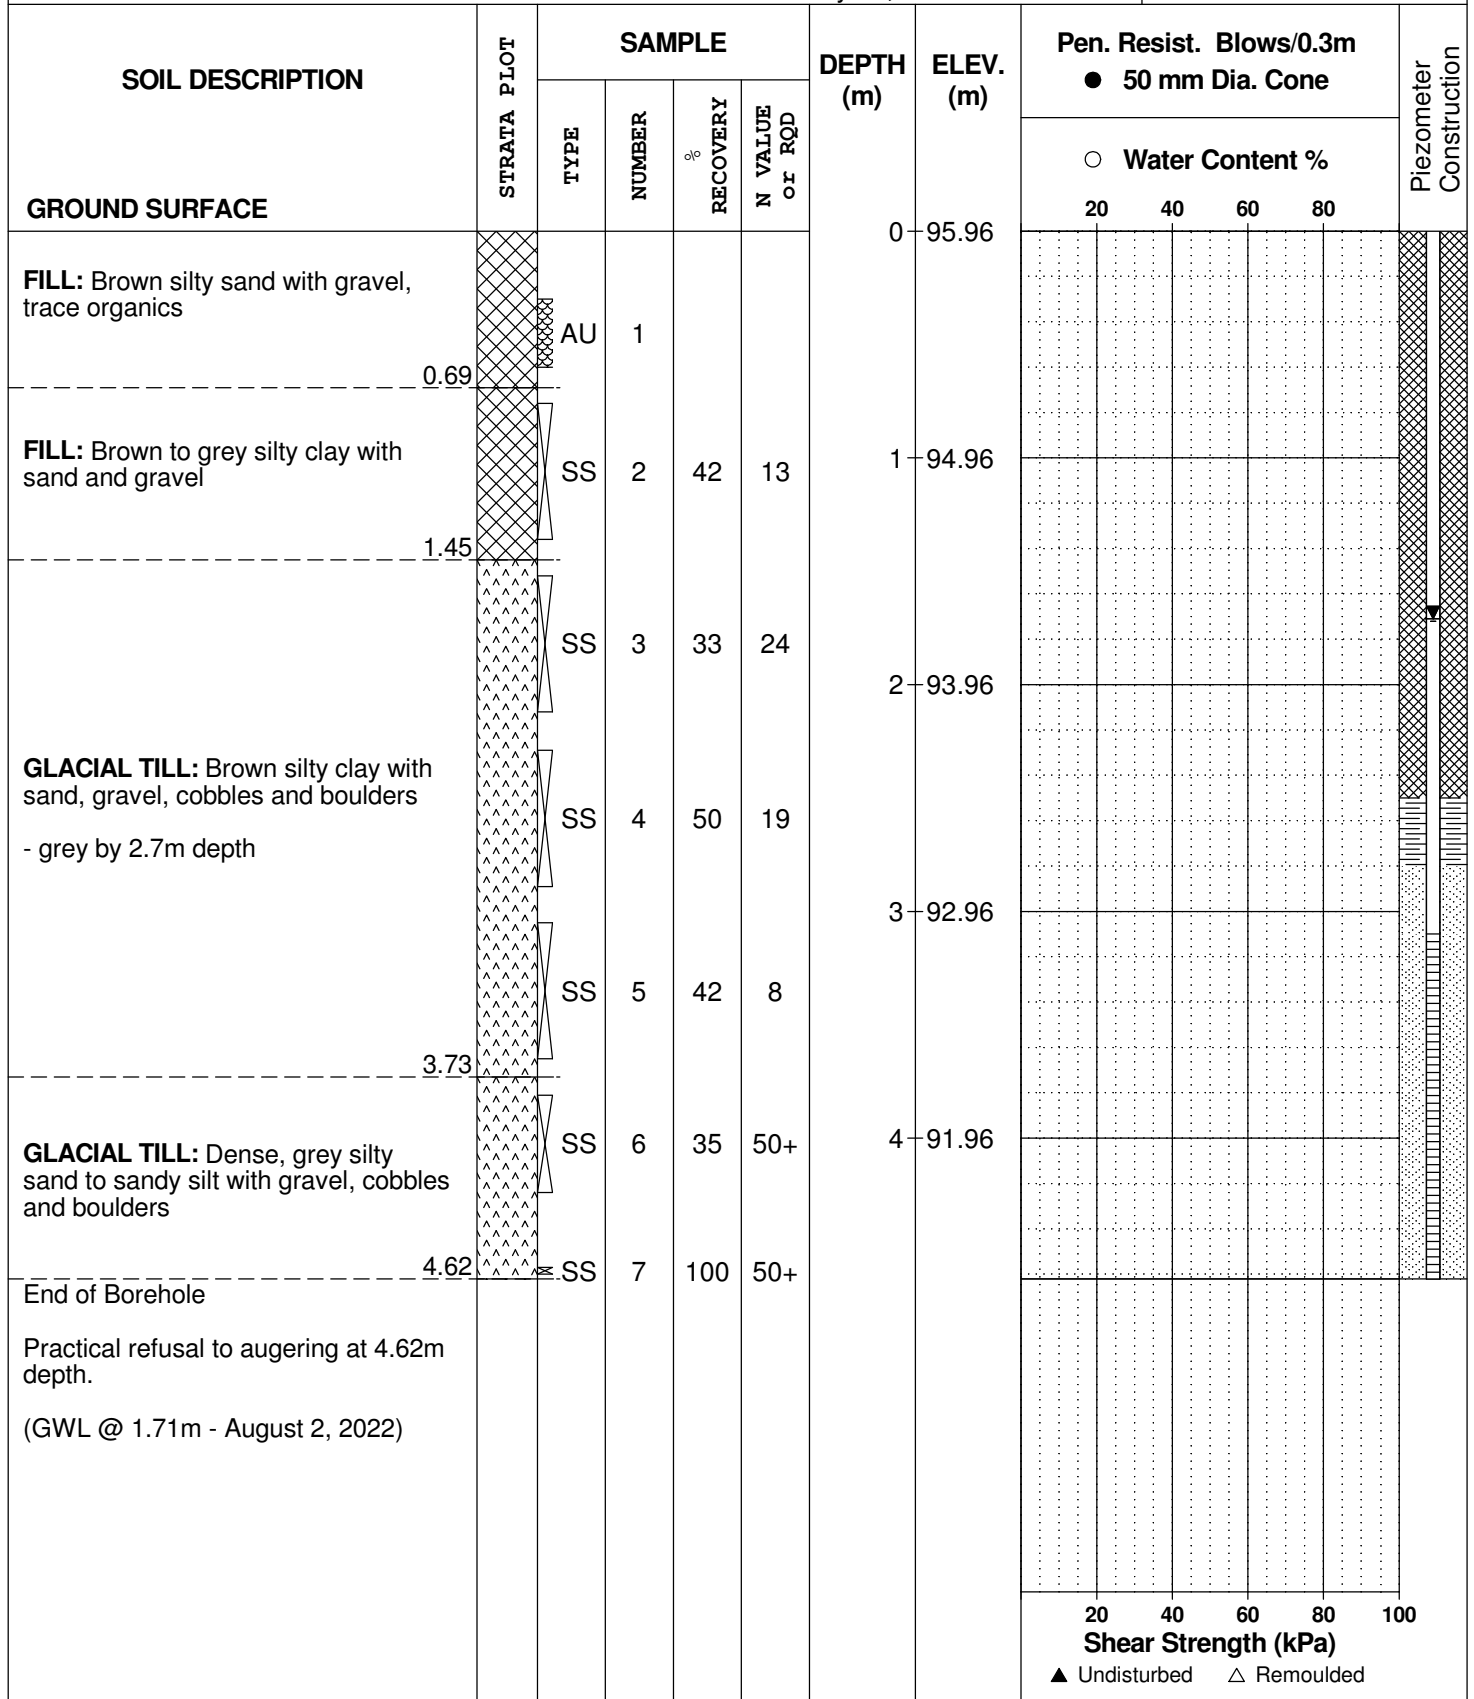 SOIL DESCRIPTION
GROUND SURFACE
STRATA PLOT
SAMPLE
TYPE
NUMBER
%
RECOVERY
N VALUE
or RQD
DEPTH
(m)
ELEV.
(m)
Pen. Resist. Blows/0.3m
● 50 mm Dia. Cone
○ Water Content %
20 40 60 80
Piezometer
Construction
0 95.96
FILL: Brown silty sand with gravel,
trace organics
AU 1
0.69
FILL: Brown to grey silty clay with
sand and gravel
SS 2 42 13
1 94.96
1.45
SS 3 33 24
2 93.96
GLACIAL TILL: Brown silty clay with
sand, gravel, cobbles and boulders
- grey by 2.7m depth
SS 4 50 19
3 92.96
SS 5 42 8
3.73
GLACIAL TILL: Dense, grey silty
sand to sandy silt with gravel, cobbles
and boulders
SS 6 35 50+
4 91.96
4.62
SS 7 100 50+
End of Borehole
Practical refusal to augering at 4.62m
depth.
(GWL @ 1.71m - August 2, 2022)
20 40 60 80 100
Shear Strength (kPa)
▲ Undisturbed △ Remoulded